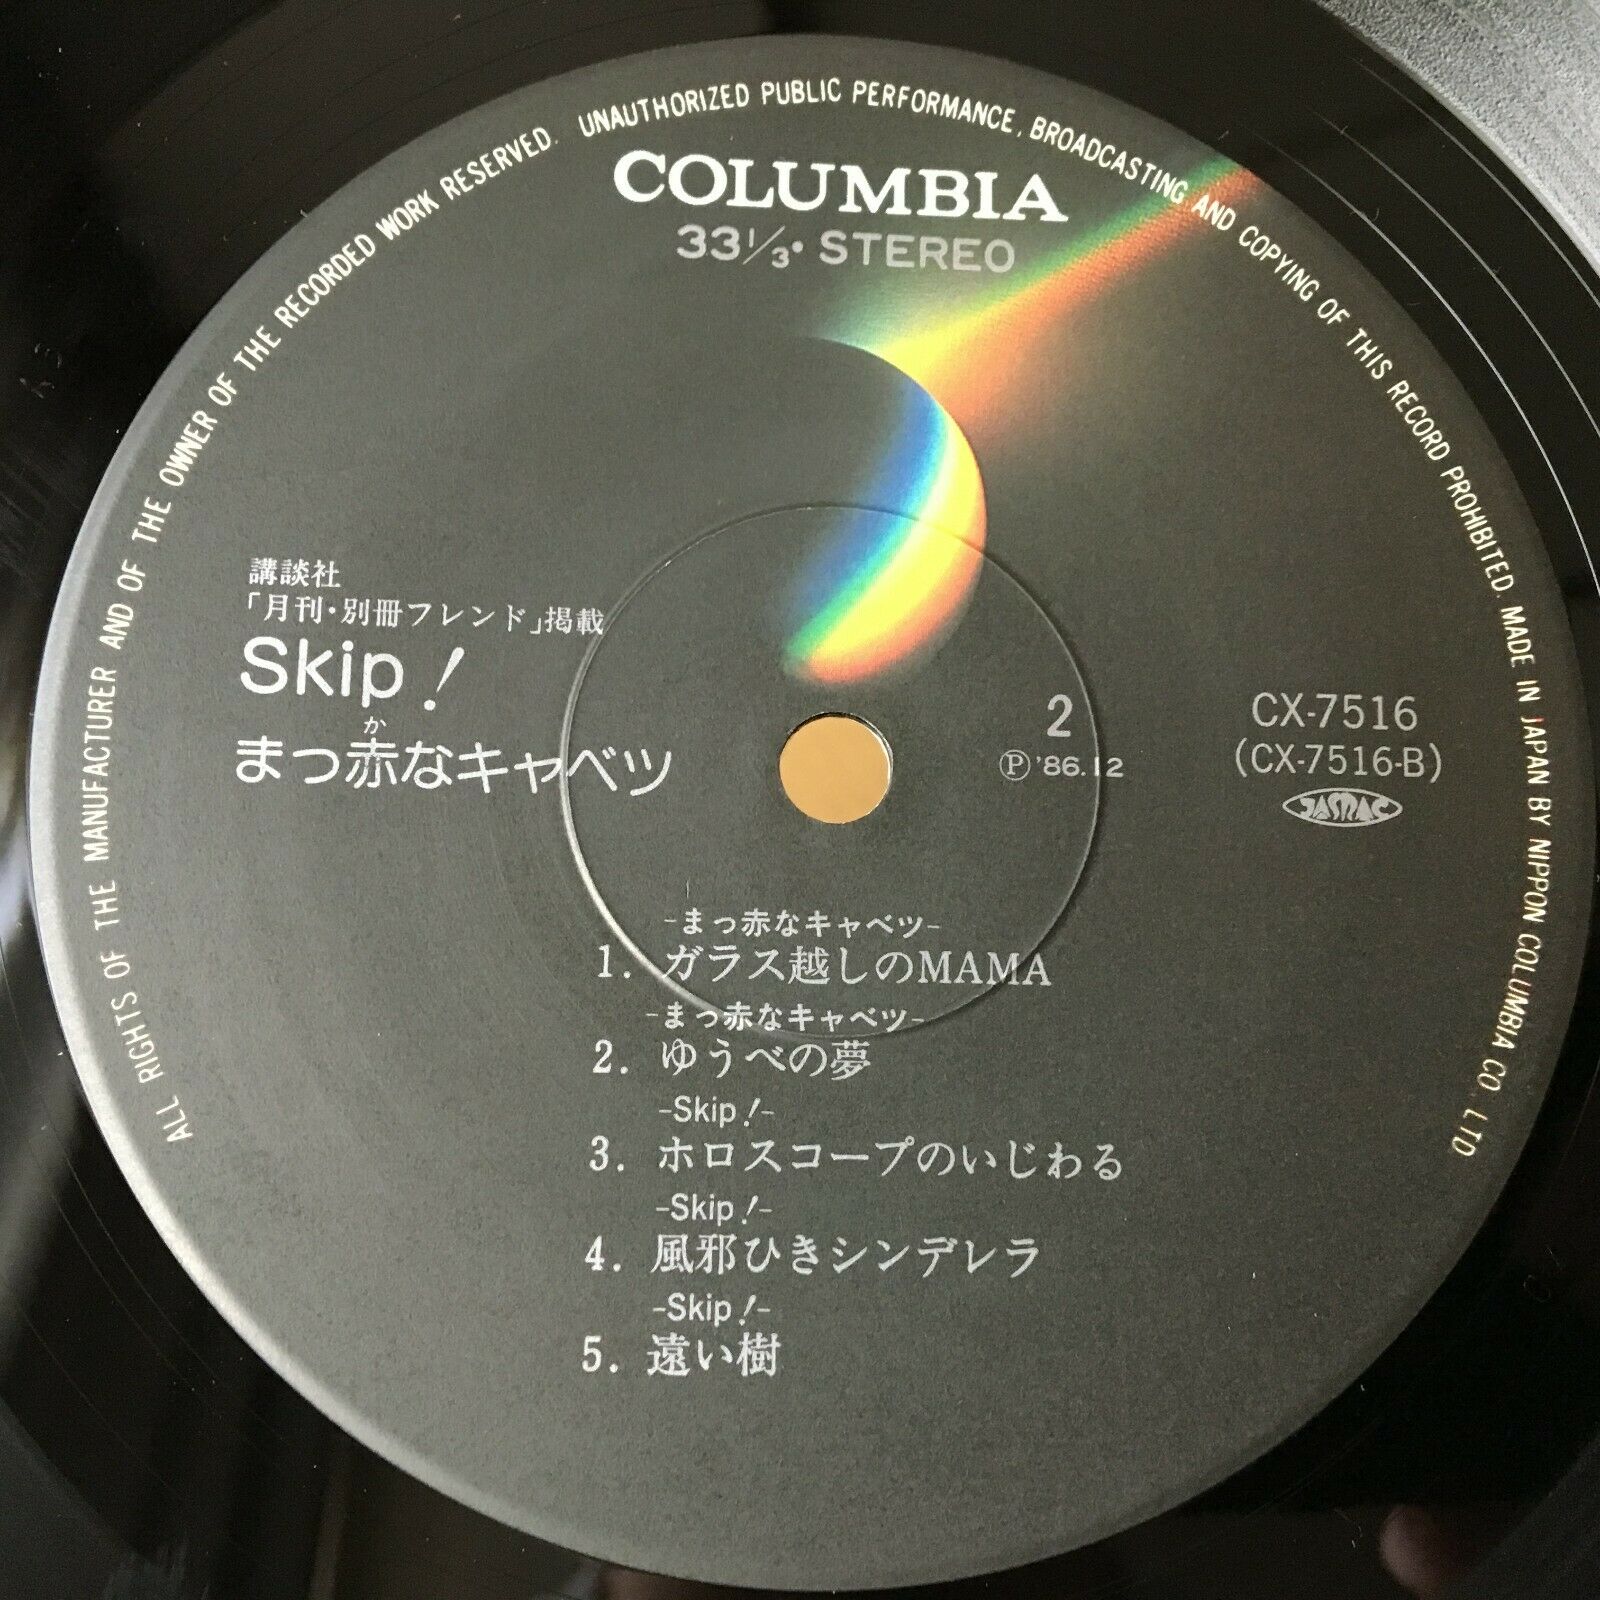 ALL RIGHTS OF THE MANUFACTURER AND OF THE OWNER OF THE RECORDED WORK RESERVED. UNAUTHORIZED PUBLIC PERFORMANCE, BROADCASTING AND COPYING OF THIS RECORD PROHIBITED. MADE IN JAPAN BY NIPPON COLUMBIA CO. LTD
COLUMBIA
33 1/3・STEREO
講談社
「月刊・別冊フレンド」掲載
Skip!
か
まっ赤なキャベツ
2
Ⓟ'86.12
CX-7516
(CX-7516-B)
JASRAC
-まっ赤なキャベツ-
1. ガラス越しのMAMA
-まっ赤なキャベツ-
2. ゆうべの夢
-Skip!-
3. ホロスコープのいじわる
-Skip!-
4. 風邪ひきシンデレラ
-Skip!-
5. 遠い樹